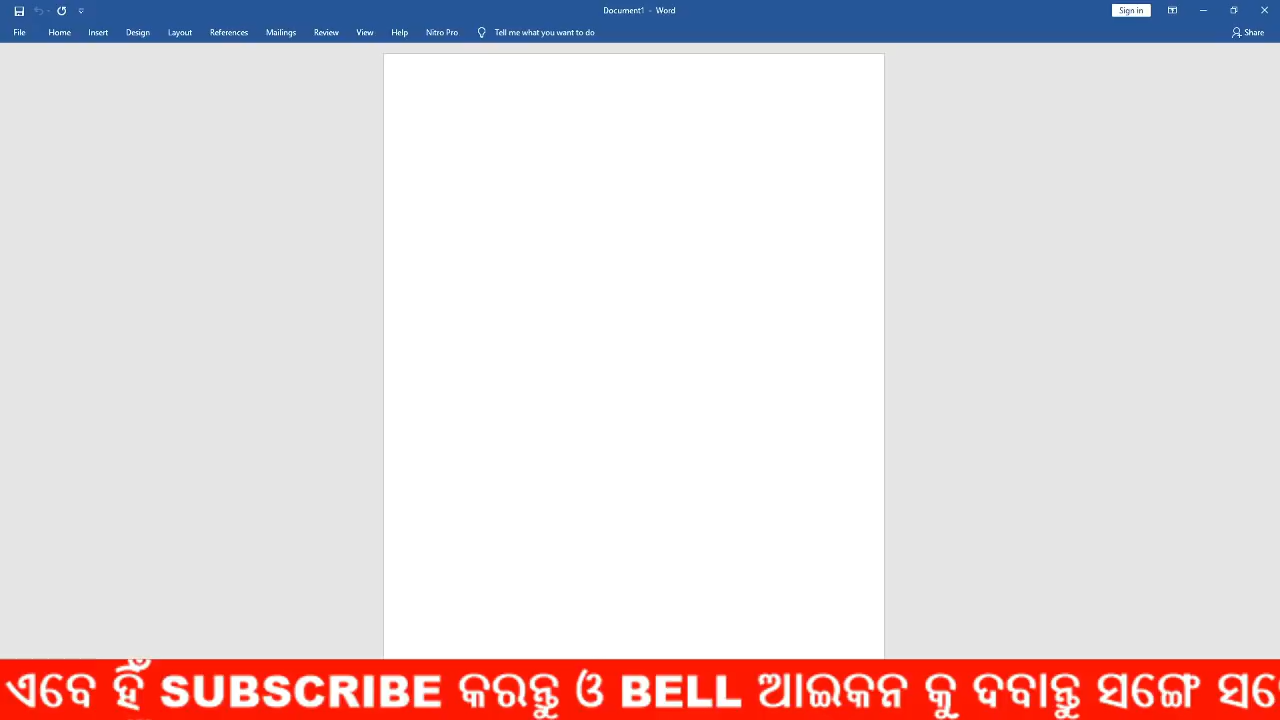 Document1 - Word
Sign in
File Home Insert Design Layout References Mailings Review View Help Nitro Pro Tell me what you want to do Share
ଏବେ ହିଁ SUBSCRIBE କରନ୍ତୁ ଓ BELL ଆଇକନ କୁ ଦବାନ୍ତୁ ସଙ୍ଗେ